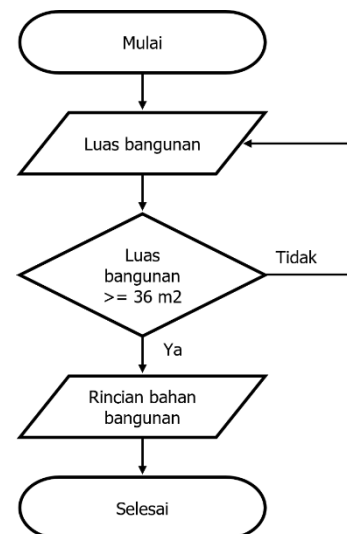 Mulai
Luas bangunan
Luas
bangunan
>= 36 m2
Tidak
Ya
Rincian bahan
bangunan
Selesai